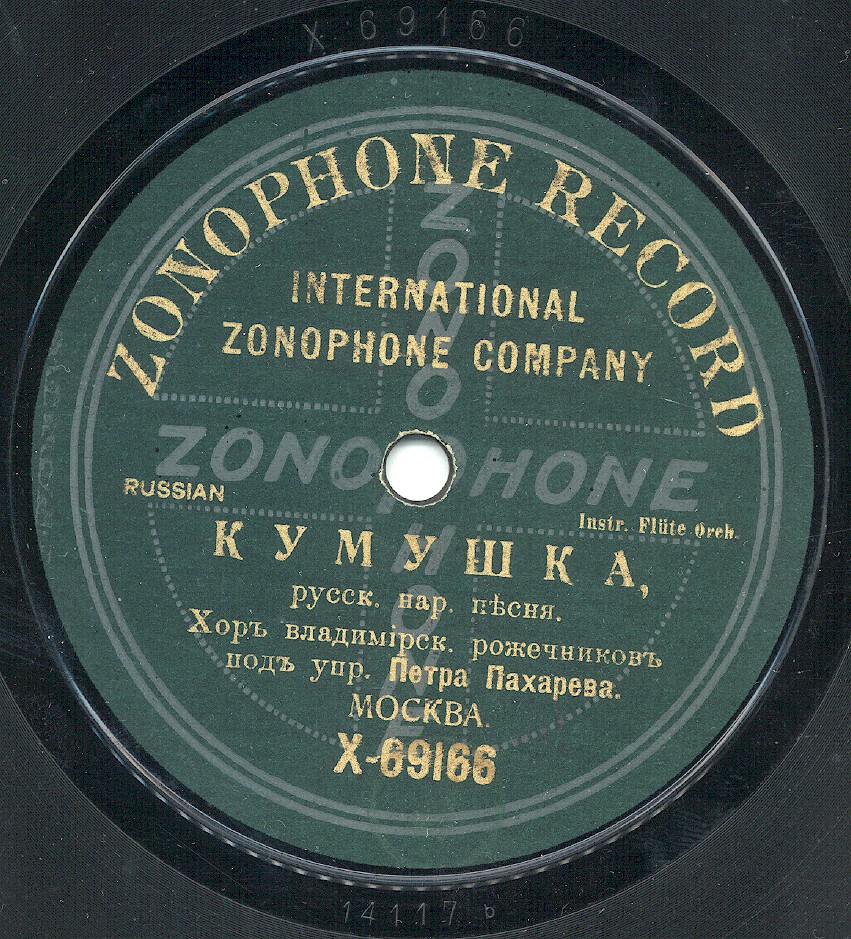 X 69166
ZONOPHONE RECORD
INTERNATIONAL
ZONOPHONE COMPANY
ZONOPHONE
ZONOPHONE
RUSSIAN
Instr. Flüte Orch.
КУМУШКА,
русск. нар. пѣсня.
Хоръ владимірск. рожечниковъ
подъ упр. Петра Пахарева.
МОСКВА.
X-69166
14117 b